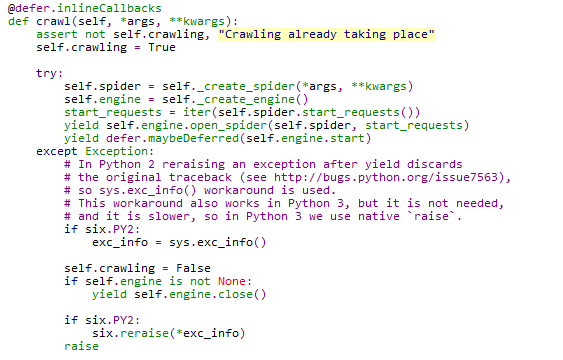 @defer.inlineCallbacks
def crawl(self, *args, **kwargs):
    assert not self.crawling, "Crawling already taking place"
    self.crawling = True

    try:
        self.spider = self._create_spider(*args, **kwargs)
        self.engine = self._create_engine()
        start_requests = iter(self.spider.start_requests())
        yield self.engine.open_spider(self.spider, start_requests)
        yield defer.maybeDeferred(self.engine.start)
    except Exception:
        # In Python 2 reraising an exception after yield discards
        # the original traceback (see http://bugs.python.org/issue7563),
        # so sys.exc_info() workaround is used.
        # This workaround also works in Python 3, but it is not needed,
        # and it is slower, so in Python 3 we use native `raise`.
        if six.PY2:
            exc_info = sys.exc_info()

        self.crawling = False
        if self.engine is not None:
            yield self.engine.close()

        if six.PY2:
            six.reraise(*exc_info)
        raise